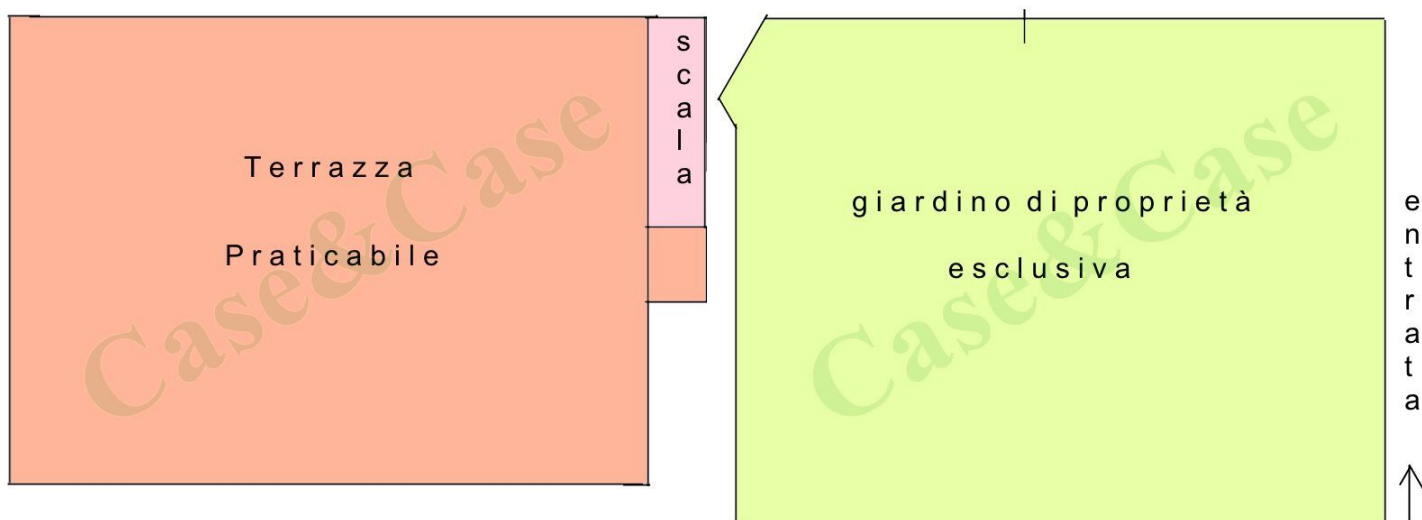 Terrazza
Praticabile
scala
giardino di proprietà
esclusiva
entrata
Case&Case
Case&Case